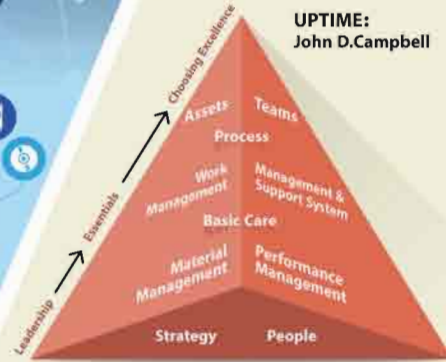 UPTIME:
John D.Campbell
Choosing Excellence
Essentials
Leadership
Assets
Teams
Process
Work
Management
Management &
Support System
Basic Care
Material
Management
Performance
Management
Strategy
People